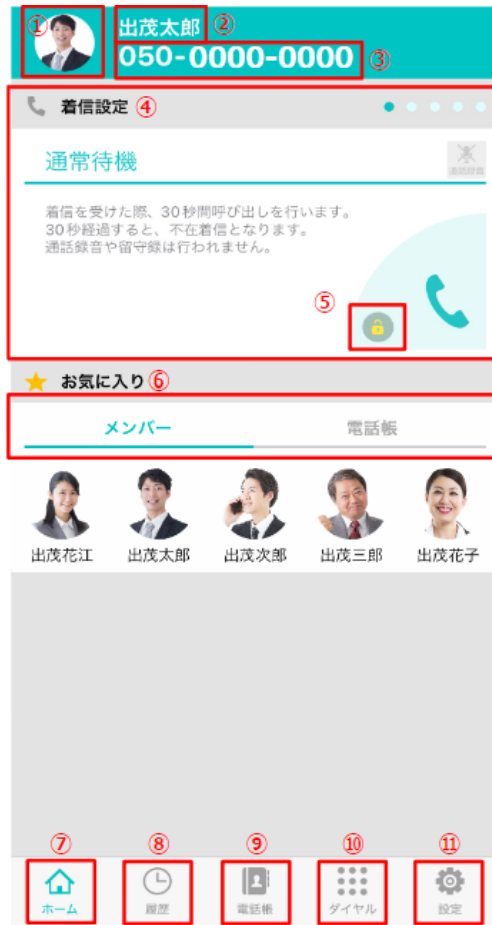 ①
出茂太郎 ②
050-0000-0000 ③
着信設定 ④
通常待機
通話録音
着信を受けた際、30秒間呼び出しを行います。
30秒経過すると、不在着信となります。
通話録音や留守録は行われません。
⑤
お気に入り ⑥
メンバー 電話帳
出茂花江 出茂太郎 出茂次郎 出茂三郎 出茂花子
⑦ ⑧ ⑨ ⑩ ⑪
ホーム 履歴 電話帳 ダイヤル 設定